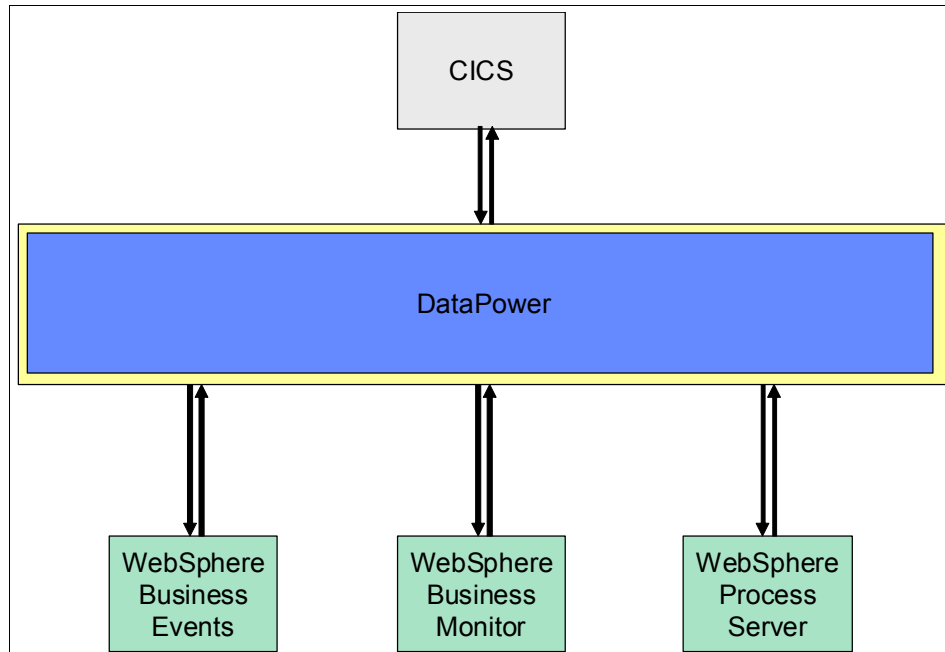 CICS
DataPower
WebSphere
Business
Events
WebSphere
Business
Monitor
WebSphere
Process
Server